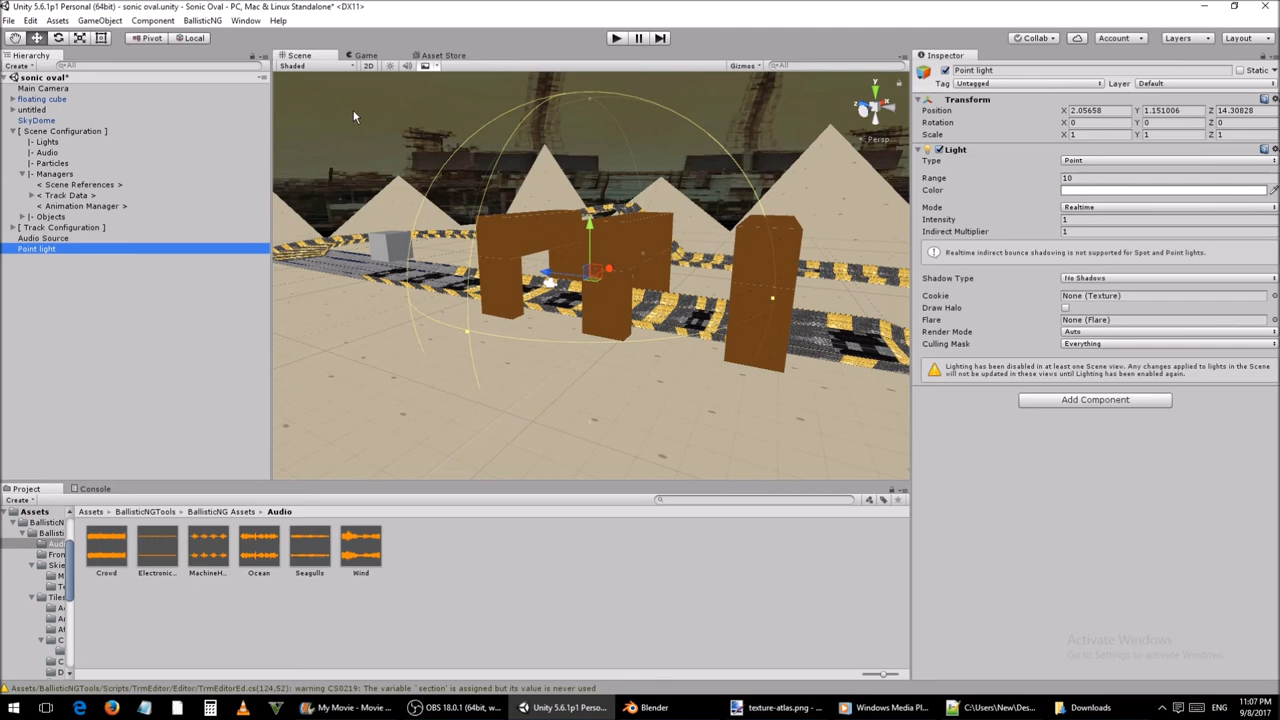 Unity 5.6.1p1 Personal (64bit) - sonic oval.unity - Sonic Oval - PC, Mac & Linux Standalone* <DX11>
File Edit Assets GameObject Component BallisticNG Window Help
Pivot Local Collab Account Layers Layout
Hierarchy
Create All
sonic oval*
Main Camera
floating cube
untitled
SkyDome
[ Scene Configuration ]
|- Lights
|- Audio
|- Particles
|- Managers
< Scene References >
< Track Data >
< Animation Manager >
|- Objects
[ Track Configuration ]
Audio Source
Point light
Scene Game Asset Store
Shaded 2D Gizmos All
y
x
z
Persp
Inspector
Point light Static
Tag Untagged Layer Default
Transform
Position X 2.05658 Y 1.151006 Z 14.30828
Rotation X 0 Y 0 Z 0
Scale X 1 Y 1 Z 1
Light
Type Point
Range 10
Color
Mode Realtime
Intensity 1
Indirect Multiplier 1
Realtime indirect bounce shadowing is not supported for Spot and Point lights.
Shadow Type No Shadows
Cookie None (Texture)
Draw Halo
Flare None (Flare)
Render Mode Auto
Culling Mask Everything
Lighting has been disabled in at least one Scene view. Any changes applied to lights in the Scene
will not be updated in these views until Lighting has been enabled again.
Add Component
Project Console
Create
Assets
BallisticN
Ballisti
Audi
Fron
Skie
M
Te
Tiles
A
At
C
C
D
Assets BallisticNGTools BallisticNG Assets Audio
Crowd Electronic... MachineH... Ocean Seagulls Wind
Activate Windows
Go to Settings to activate Windows.
Assets/BallisticNGTools/Scripts/TrmEditor/Editor/TrmEditorEd.cs(124,52): warning CS0219: The variable `section' is assigned but its value is never used
My Movie - Movie ... OBS 18.0.1 (64bit, w... Unity 5.6.1p1 Perso... Blender texture-atlas.png - ... Windows Media Pl... C:\New\Des... Downloads ENG 11:07 PM
9/8/2017